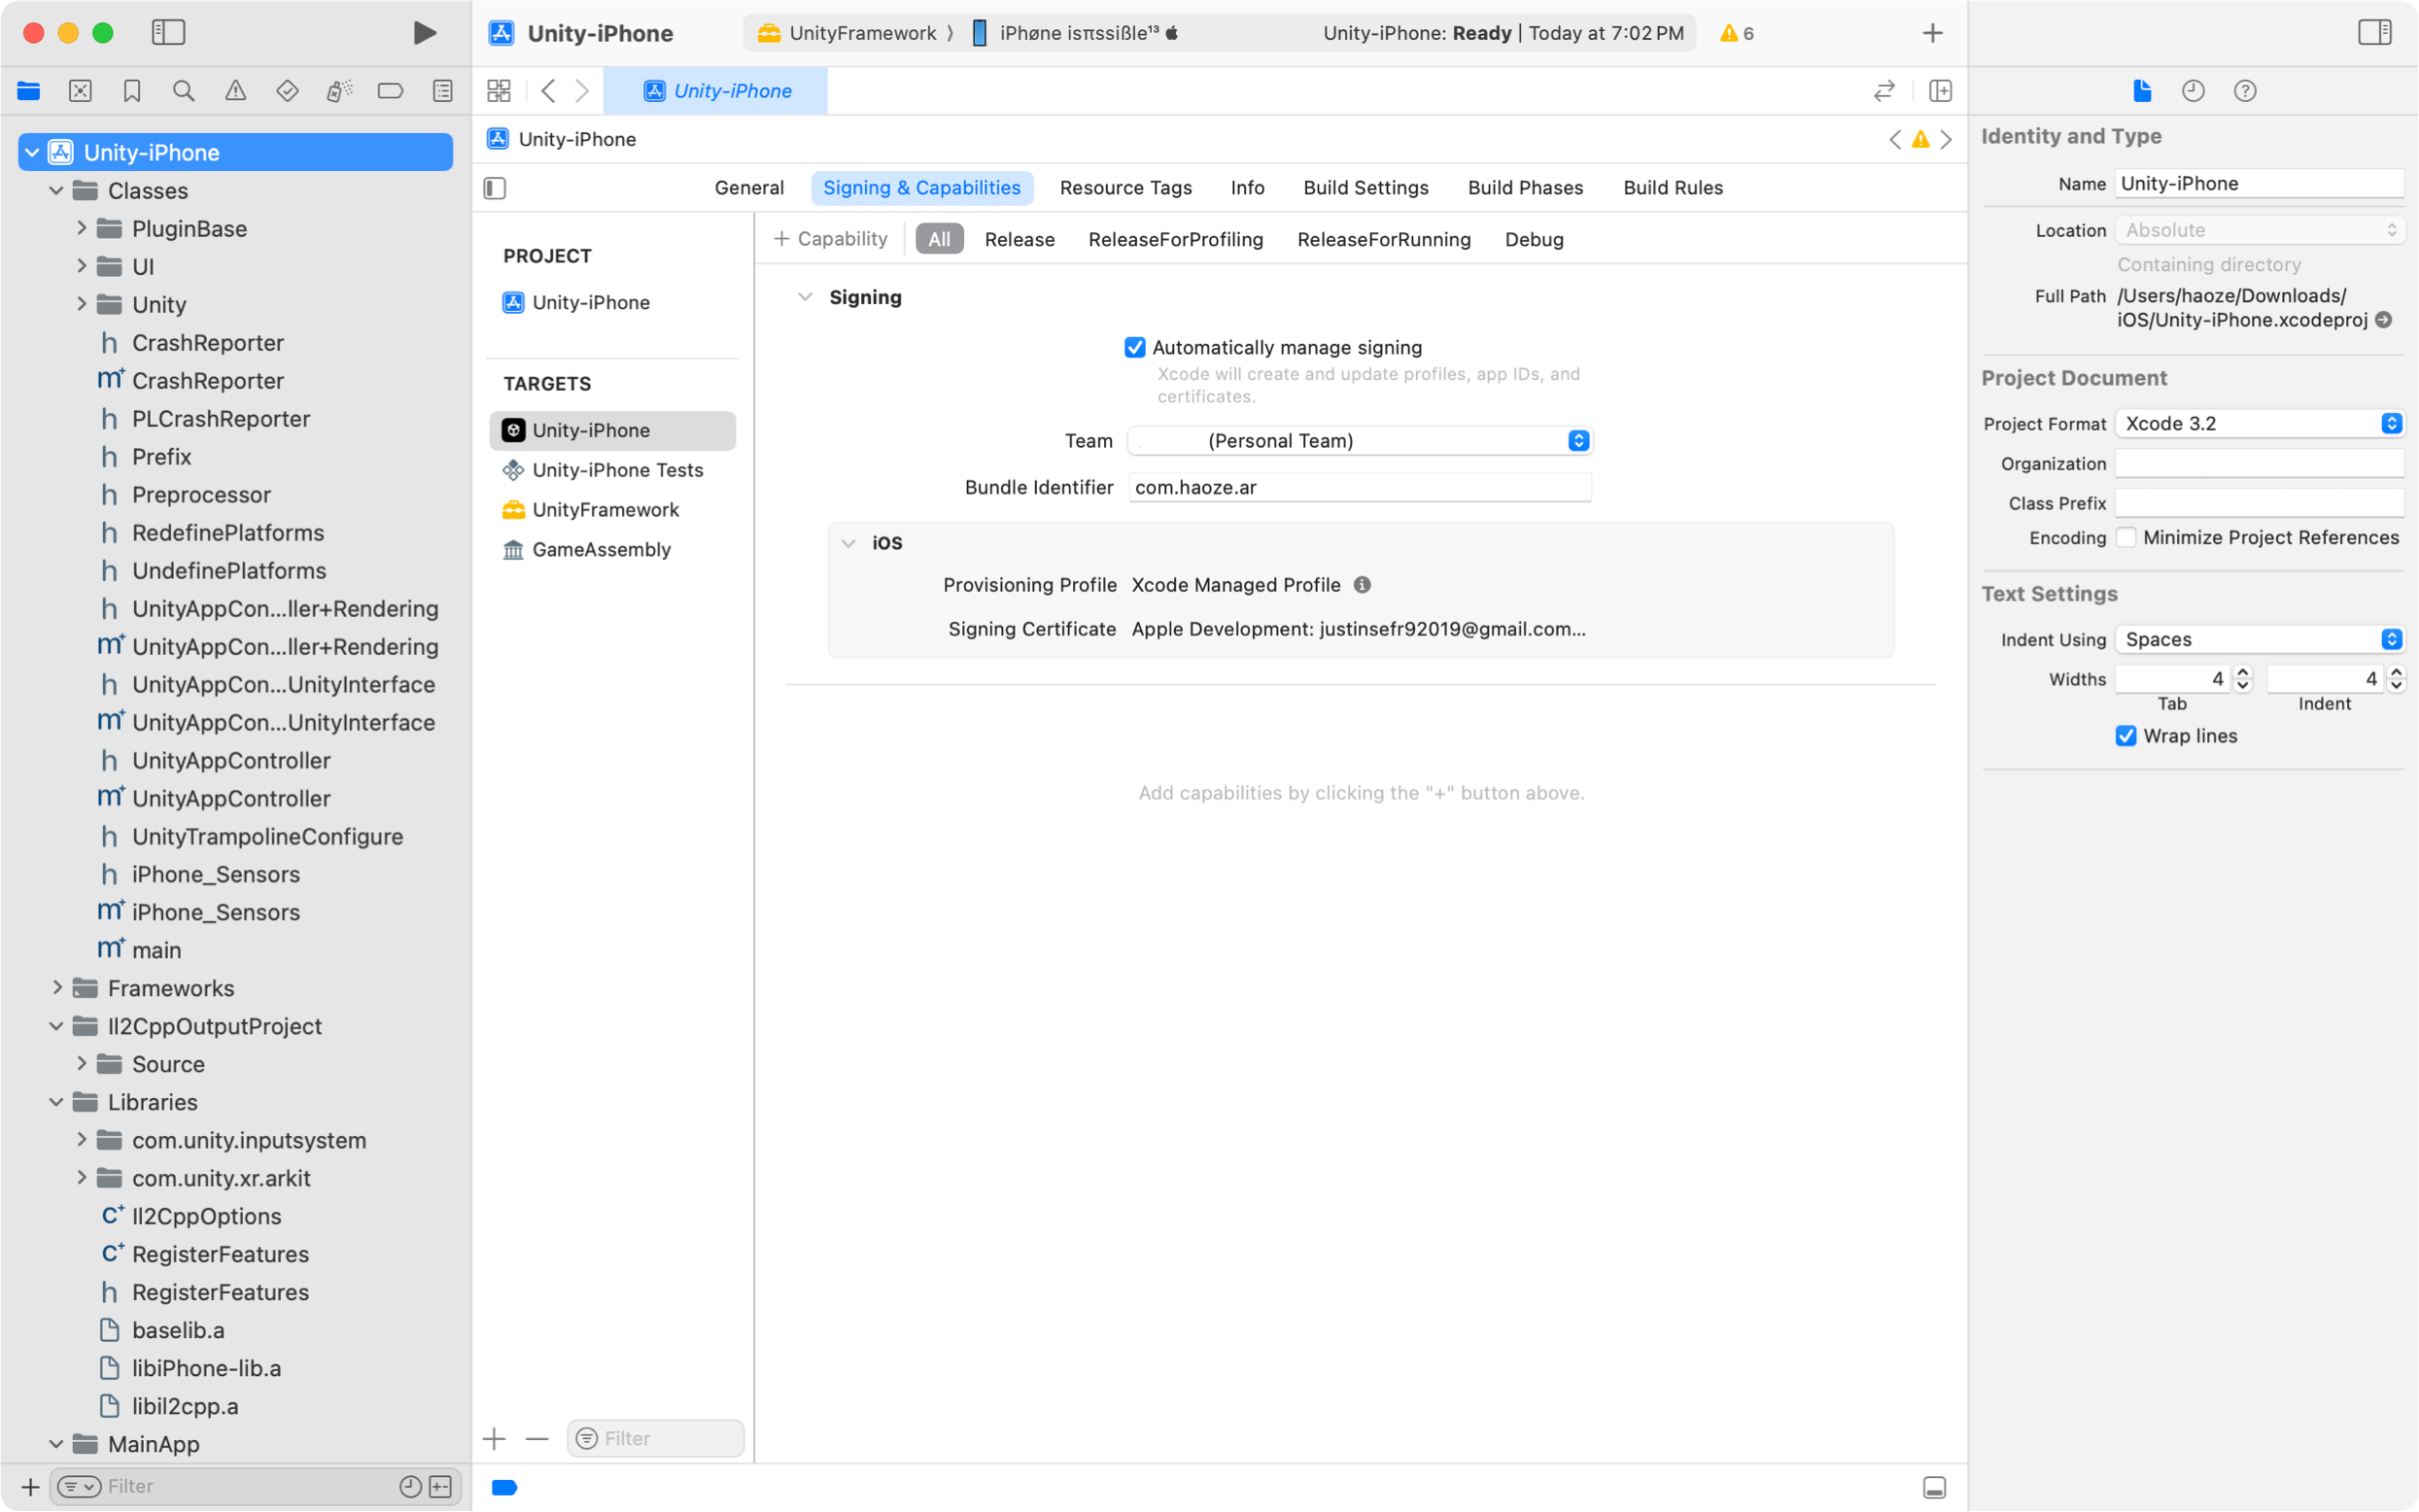 Unity-iPhone
UnityFramework
iPhøne isπssißle¹³
Unity-iPhone: Ready | Today at 7:02 PM
6
Unity-iPhone
Unity-iPhone
Classes
PluginBase
UI
Unity
CrashReporter
CrashReporter
PLCrashReporter
Prefix
Preprocessor
RedefinePlatforms
UndefinePlatforms
UnityAppCon...ller+Rendering
UnityAppCon...ller+Rendering
UnityAppCon...UnityInterface
UnityAppCon...UnityInterface
UnityAppController
UnityAppController
UnityTrampolineConfigure
iPhone_Sensors
iPhone_Sensors
main
Frameworks
Il2CppOutputProject
Source
Libraries
com.unity.inputsystem
com.unity.xr.arkit
Il2CppOptions
RegisterFeatures
RegisterFeatures
baselib.a
libiPhone-lib.a
libil2cpp.a
MainApp
Filter
Unity-iPhone
General
Signing & Capabilities
Resource Tags
Info
Build Settings
Build Phases
Build Rules
PROJECT
Unity-iPhone
TARGETS
Unity-iPhone
Unity-iPhone Tests
UnityFramework
GameAssembly
Filter
+ Capability
All
Release
ReleaseForProfiling
ReleaseForRunning
Debug
Signing
Automatically manage signing
Xcode will create and update profiles, app IDs, and
certificates.
Team (Personal Team)
Bundle Identifier com.haoze.ar
iOS
Provisioning Profile Xcode Managed Profile
Signing Certificate Apple Development: justinsefr92019@gmail.com...
Add capabilities by clicking the "+" button above.
Identity and Type
Name Unity-iPhone
Location Absolute
Containing directory
Full Path /Users/haoze/Downloads/
iOS/Unity-iPhone.xcodeproj
Project Document
Project Format Xcode 3.2
Organization
Class Prefix
Encoding Minimize Project References
Text Settings
Indent Using Spaces
Widths 4 4
Tab Indent
Wrap lines